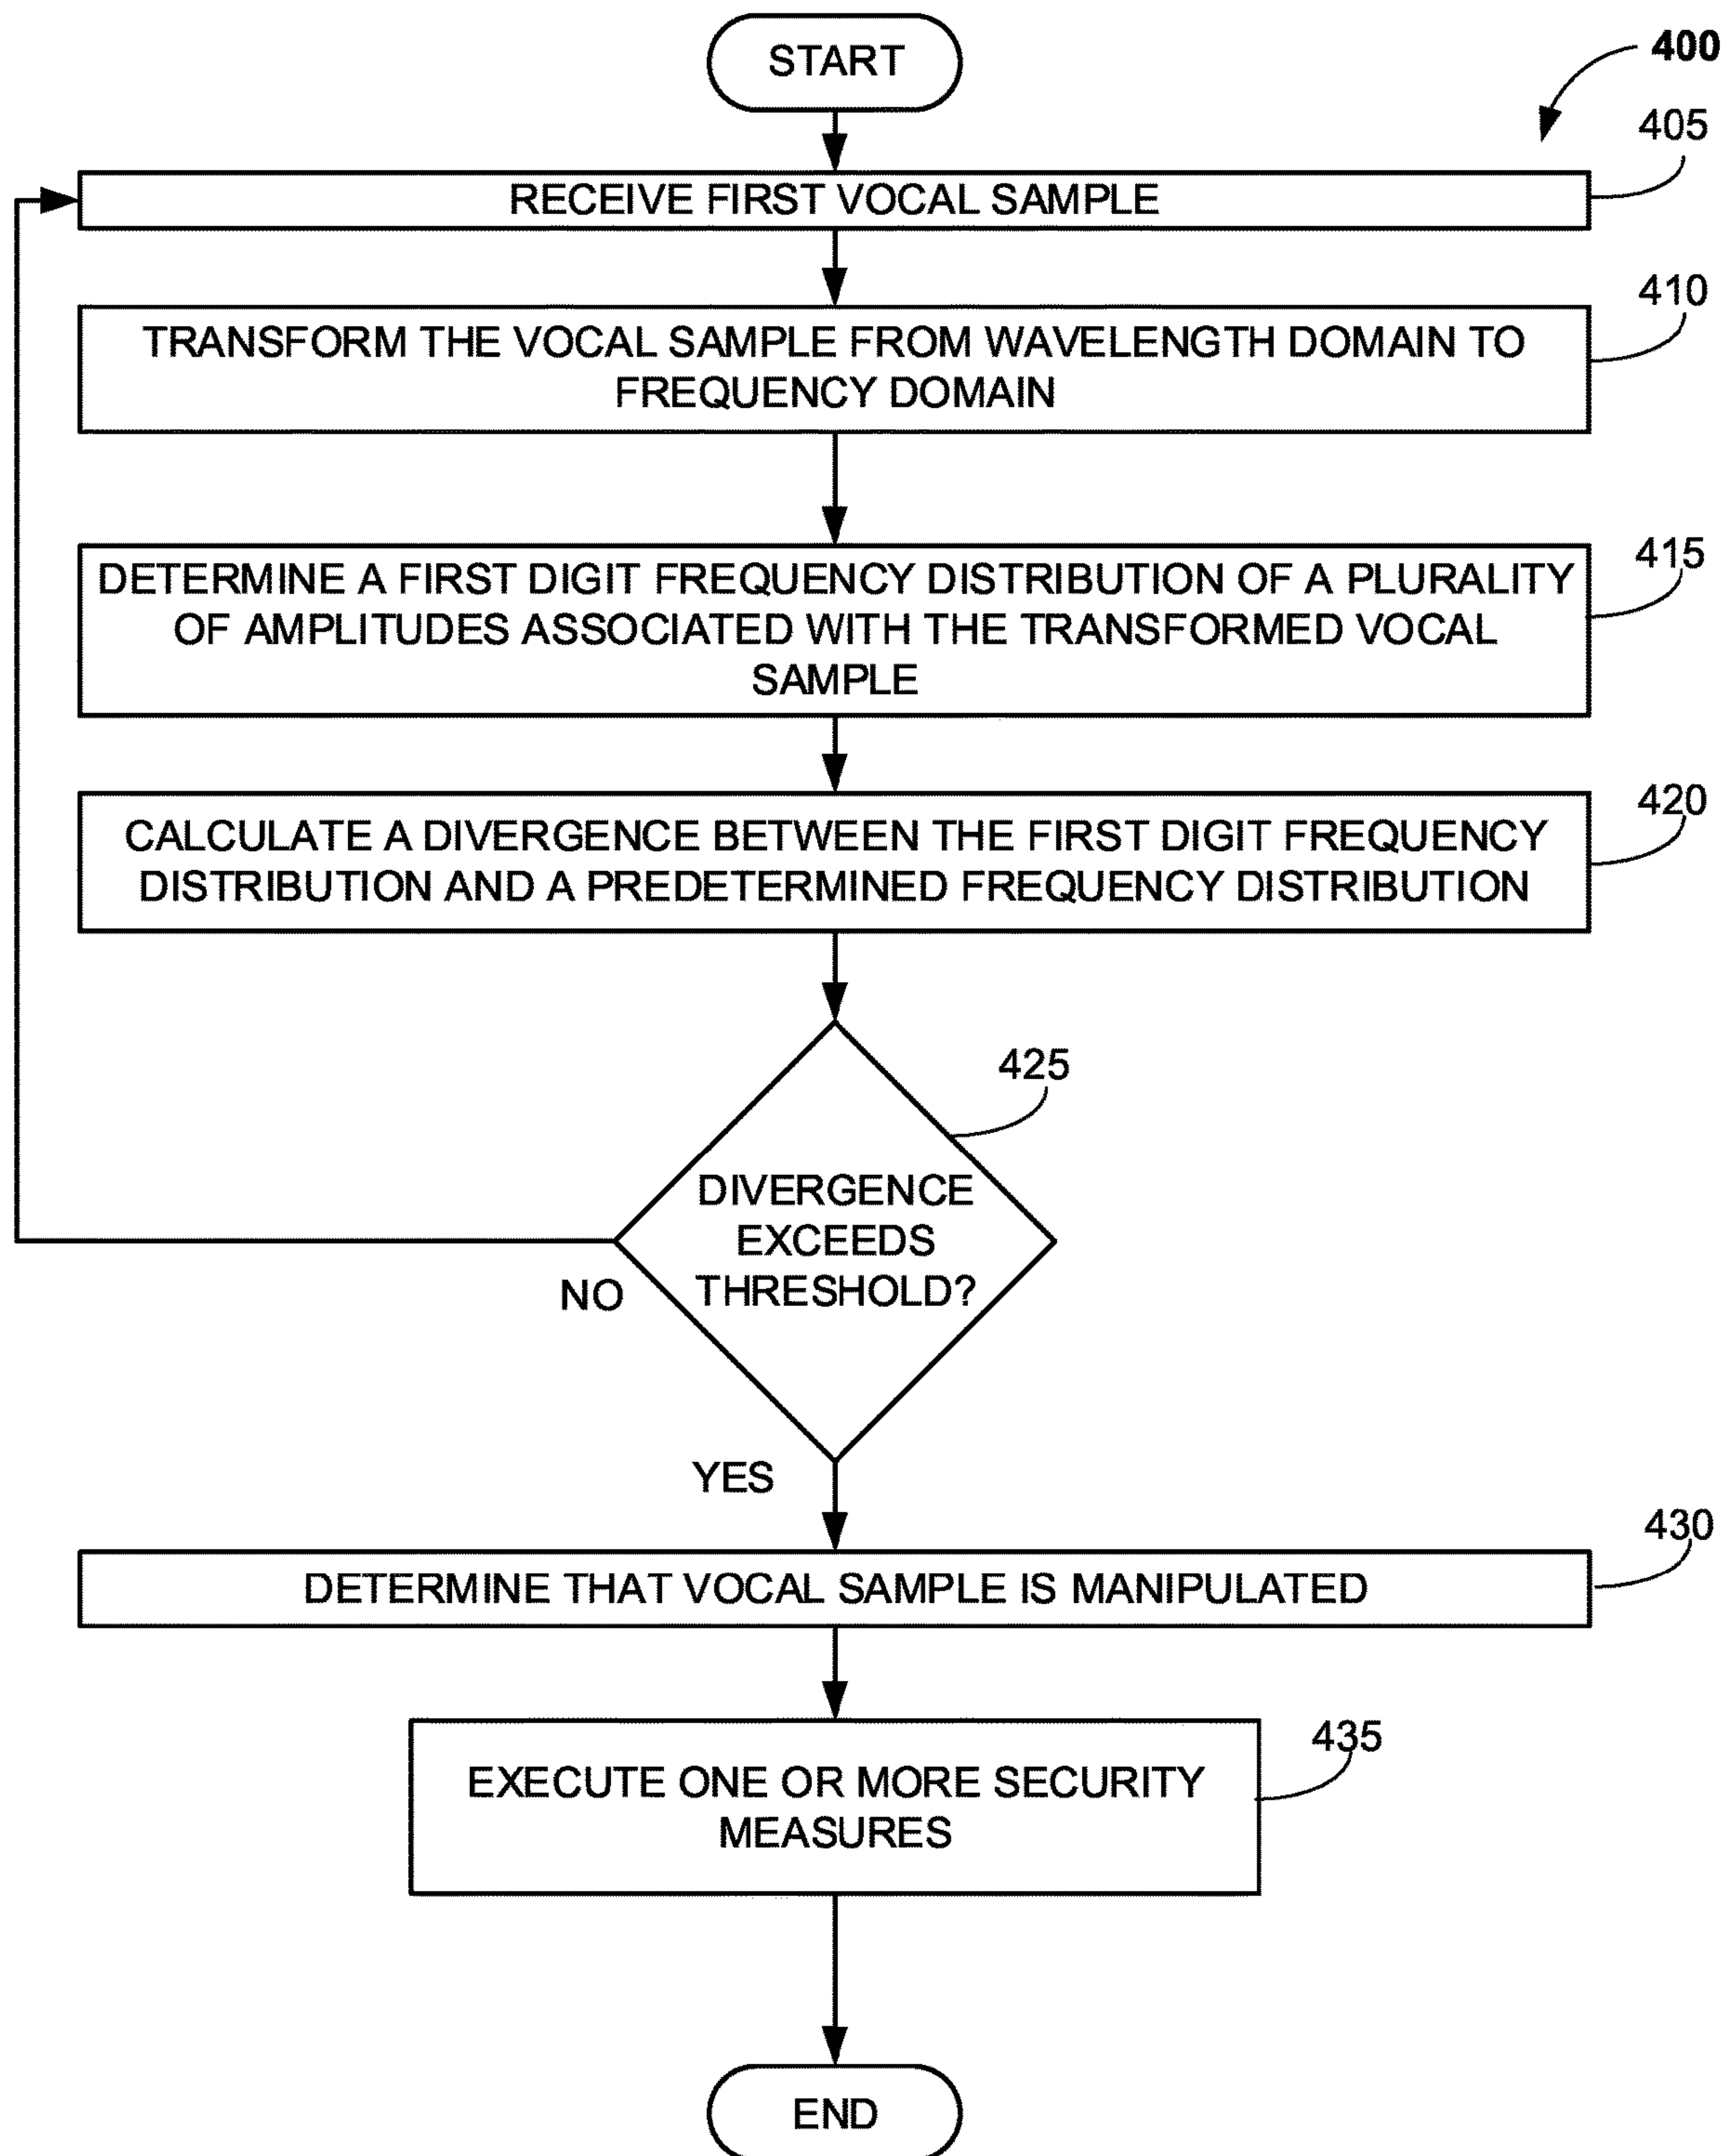 START
400
405
RECEIVE FIRST VOCAL SAMPLE
410
TRANSFORM THE VOCAL SAMPLE FROM WAVELENGTH DOMAIN TO
FREQUENCY DOMAIN
415
DETERMINE A FIRST DIGIT FREQUENCY DISTRIBUTION OF A PLURALITY
OF AMPLITUDES ASSOCIATED WITH THE TRANSFORMED VOCAL
SAMPLE
420
CALCULATE A DIVERGENCE BETWEEN THE FIRST DIGIT FREQUENCY
DISTRIBUTION AND A PREDETERMINED FREQUENCY DISTRIBUTION
425
DIVERGENCE
EXCEEDS
THRESHOLD?
NO
YES
430
DETERMINE THAT VOCAL SAMPLE IS MANIPULATED
435
EXECUTE ONE OR MORE SECURITY
MEASURES
END